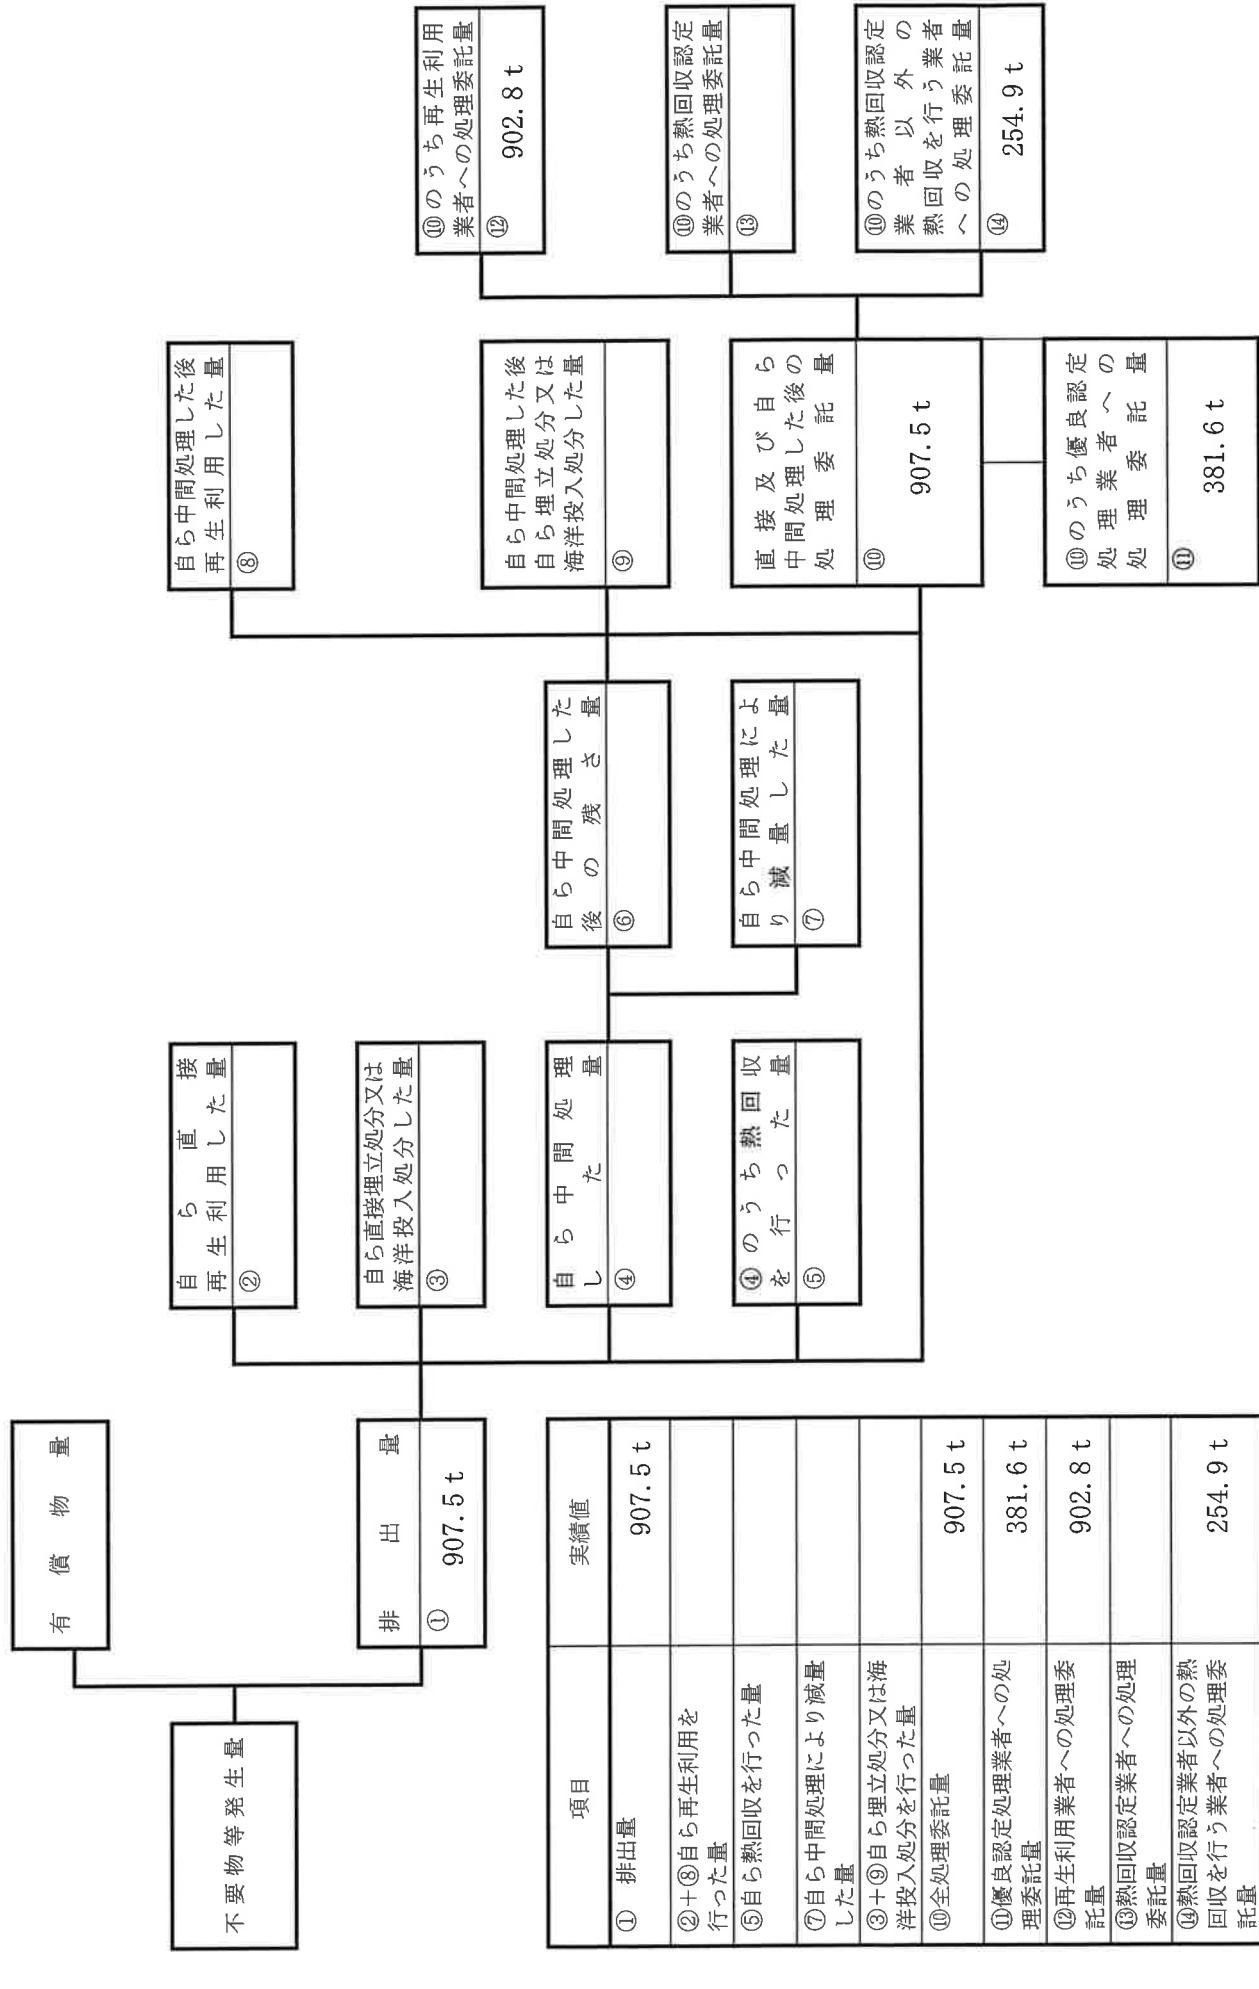 有償物量
不要物等発生量
排出量
① 907.5 t
自ら直接
再生利用した量
②
自ら直接埋立処分又は
海洋投入処分した量
③
自ら中間処理
した量
④
④のうち熱回収
を行った量
⑤
自ら中間処理した
後の残さ量
⑥
自ら中間処理によ
り減量した量
⑦
自ら中間処理した後
再生利用した量
⑧
自ら中間処理した後
自ら埋立処分又は
海洋投入処分した量
⑨
直接及び自ら
中間処理した後の
処理委託量
⑩
907.5 t
⑩のうち優良認定
処理業者への
処理委託量
⑪
381.6 t
⑩のうち再生利用
業者への処理委託量
⑫
902.8 t
⑩のうち熱回収認定
業者への処理委託量
⑬
⑩のうち熱回収認定
業者以外の
熱回収を行う業者
への処理委託量
⑭
254.9 t
項目 実績値
① 排出量 907.5 t
②+⑧自ら再生利用を
行った量
⑤自ら熱回収を行った量
⑦自ら中間処理により減量
した量
③+⑨自ら埋立処分又は海
洋投入処分を行った量
⑩全処理委託量 907.5 t
⑪優良認定処理業者への処
理委託量 381.6 t
⑫再生利用業者への処理委
託量 902.8 t
⑬熱回収認定業者への処理
委託量
⑭熱回収認定業者以外の熱
回収を行う業者への処理委
託量 254.9 t